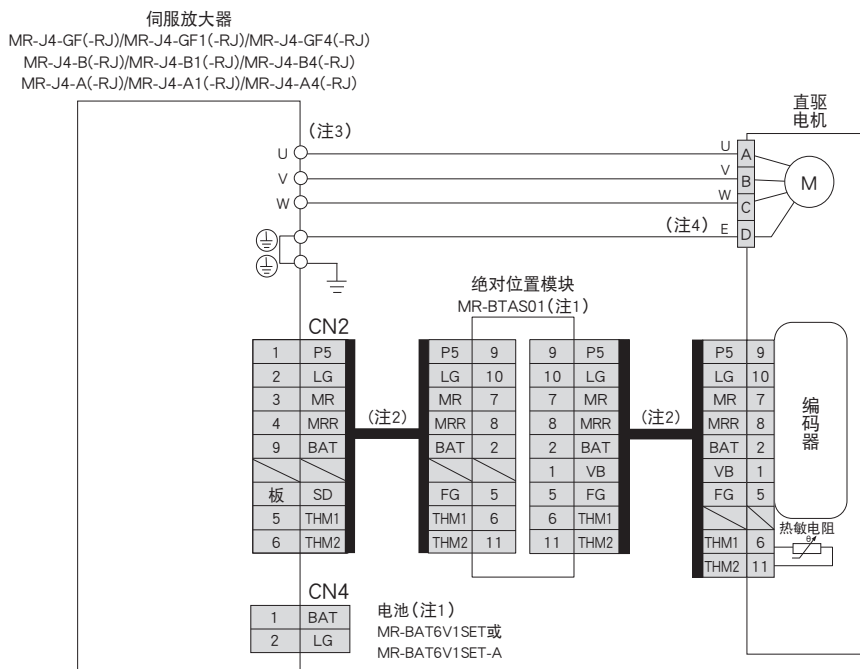 伺服放大器
MR-J4-GF(-RJ)/MR-J4-GF1(-RJ)/MR-J4-GF4(-RJ)
MR-J4-B(-RJ)/MR-J4-B1(-RJ)/MR-J4-B4(-RJ)
MR-J4-A(-RJ)/MR-J4-A1(-RJ)/MR-J4-A4(-RJ)
直驱
电机
(注3)
U U A
V V B
W W C
(注4) E D
M
绝对位置模块
MR-BTAS01(注1)
CN2
1 P5 P5 9 9 P5 P5 9
2 LG LG 10 10 LG LG 10
3 MR MR 7 7 MR MR 7
4 MRR (注2) MRR 8 8 MRR (注2) MRR 8
9 BAT BAT 2 2 BAT BAT 2
1 VB VB 1
板 SD FG 5 5 FG FG 5
5 THM1 THM1 6 6 THM1
6 THM2 THM2 11 11 THM2 THM1 6
THM2 11
编码器
热敏电阻
θ
CN4
1 BAT
2 LG
电池(注1)
MR-BAT6V1SET或
MR-BAT6V1SET-A